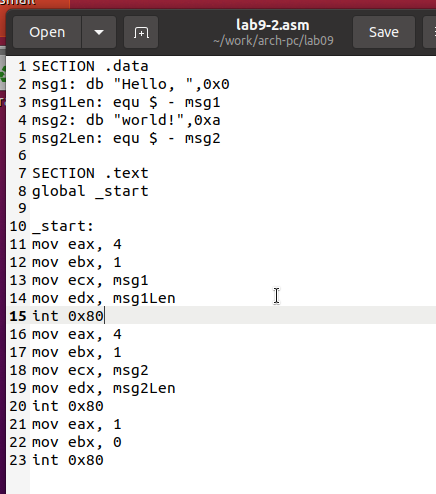 small
lab9-2.asm
Open
~/work/arch-pc/lab09
Save
1 SECTION .data
2 msg1: db "Hello, ",0x0
3 msg1Len: equ $ - msg1
4 msg2: db "world!",0xa
5 msg2Len: equ $ - msg2
6
7 SECTION .text
8 global _start
9
10 _start:
11 mov eax, 4
12 mov ebx, 1
13 mov ecx, msg1
14 mov edx, msg1Len
15 int 0x80
16 mov eax, 4
17 mov ebx, 1
18 mov ecx, msg2
19 mov edx, msg2Len
20 int 0x80
21 mov eax, 1
22 mov ebx, 0
23 int 0x80